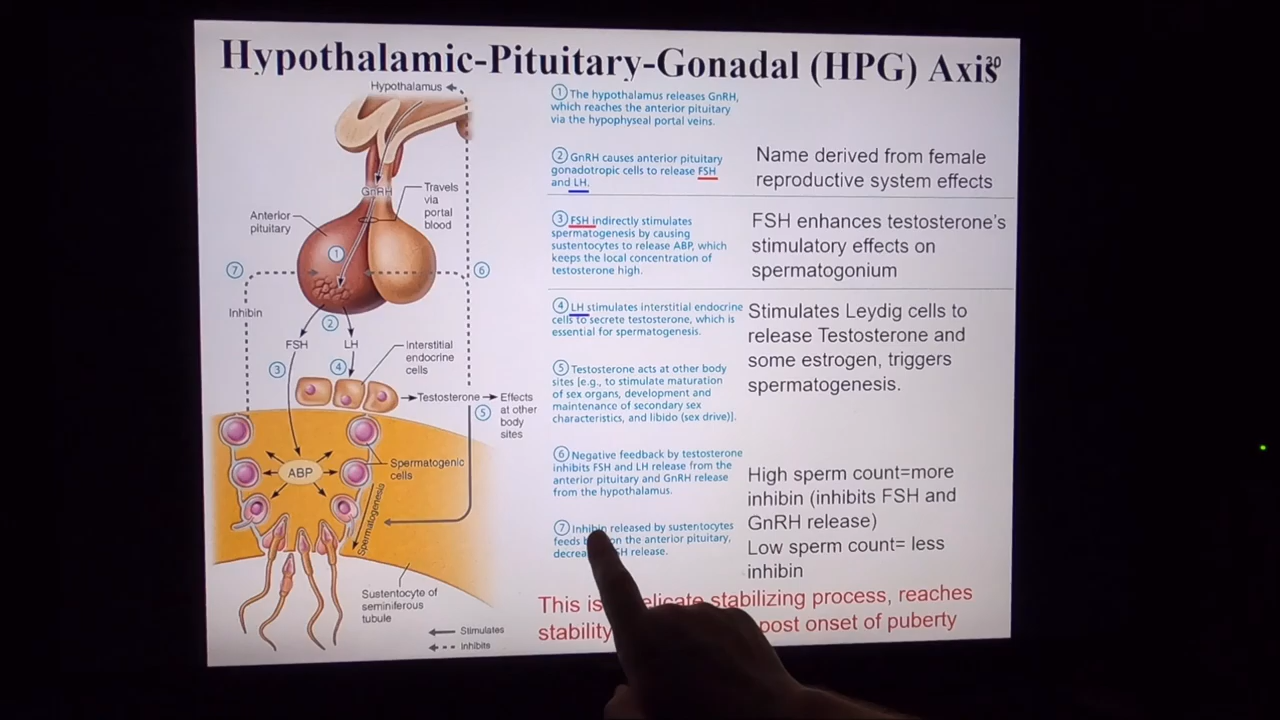 Hypothalamic-Pituitary-Gonadal (HPG) Axis
30
Hypothalamus
GnRH
Travels
via
portal
blood
Anterior
pituitary
1
7
6
Inhibin
2
FSH
LH
3
4
Interstitial
endocrine
cells
Testosterone
5
Effects
at other
body
sites
ABP
Spermatogenic
cells
Spermatogenesis
Sustentocyte of
seminiferous
tubule
Stimulates
Inhibits
1 The hypothalamus releases GnRH,
which reaches the anterior pituitary
via the hypophyseal portal veins.
2 GnRH causes anterior pituitary
gonadotropic cells to release FSH
and LH.
Name derived from female
reproductive system effects
3 FSH indirectly stimulates
spermatogenesis by causing
sustentocytes to release ABP, which
keeps the local concentration of
testosterone high.
FSH enhances testosterone's
stimulatory effects on
spermatogonium
4 LH stimulates interstitial endocrine
cells to secrete testosterone, which is
essential for spermatogenesis.
Stimulates Leydig cells to
release Testosterone and
some estrogen, triggers
spermatogenesis.
5 Testosterone acts at other body
sites [e.g., to stimulate maturation
of sex organs, development and
maintenance of secondary sex
characteristics, and libido (sex drive)].
6 Negative feedback by testosterone
inhibits FSH and LH release from the
anterior pituitary and GnRH release
from the hypothalamus.
High sperm count=more
inhibin (inhibits FSH and
GnRH release)
Low sperm count= less
inhibin
7 Inhibin released by sustentocytes
feeds on the anterior pituitary,
release.
This is stabilizing process, reaches
stability post onset of puberty